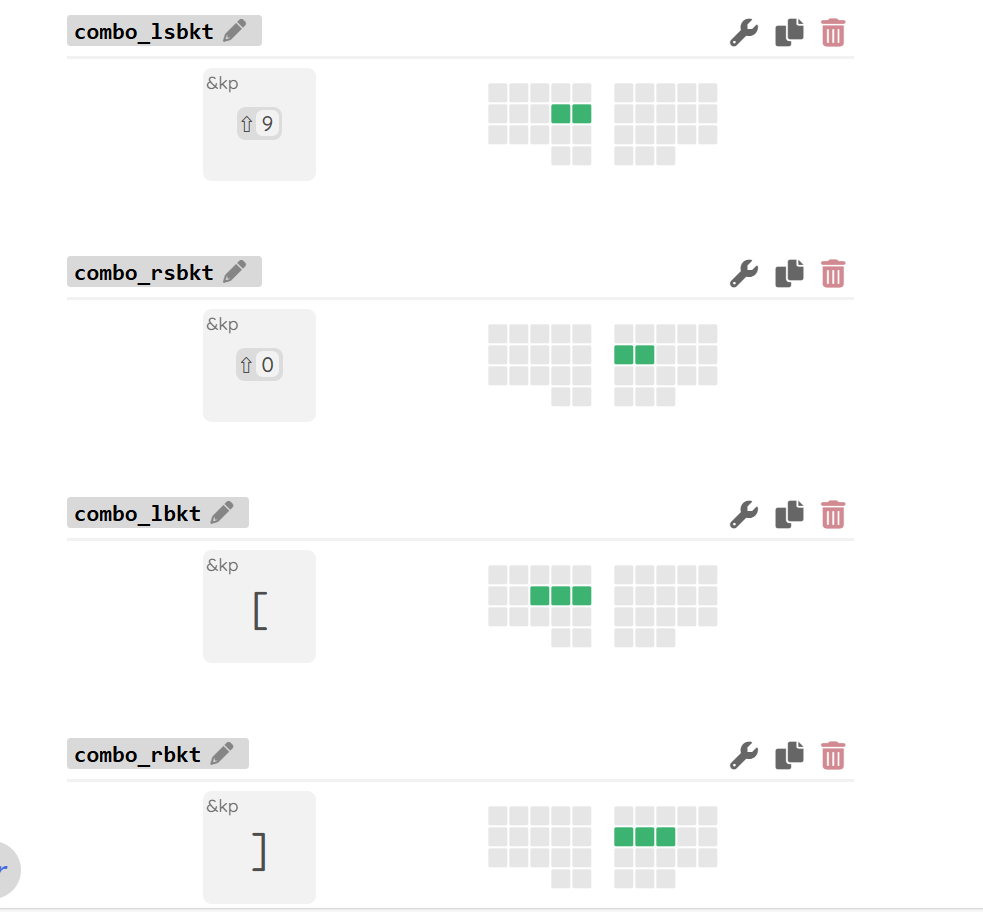 combo_lsbkt
&kp
⇧ 9
combo_rsbkt
&kp
⇧ 0
combo_lbkt
&kp
[
combo_rbkt
&kp
]
r